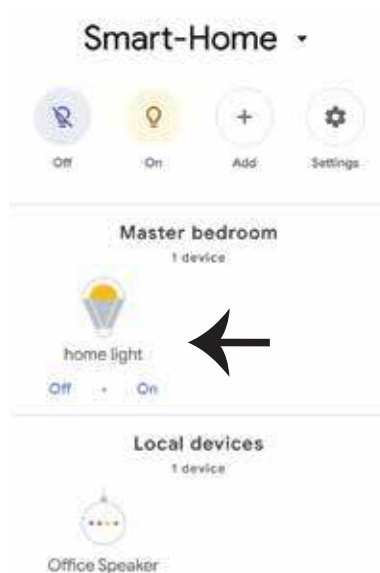 Smart-Home
Off On Add Settings
Master bedroom
1 device
home light
Off • On
Local devices
1 device
Office Speaker